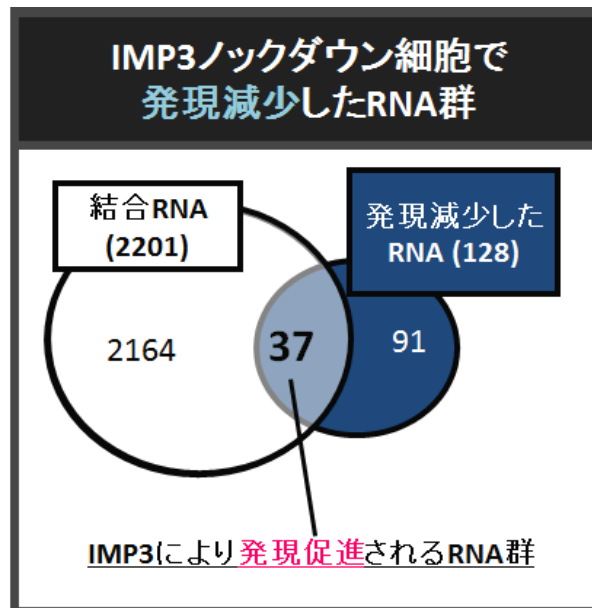 IMP3ノックダウン細胞で
発現減少したRNA群
結合RNA
(2201)
発現減少した
RNA (128)
2164
37
91
IMP3により発現促進されるRNA群